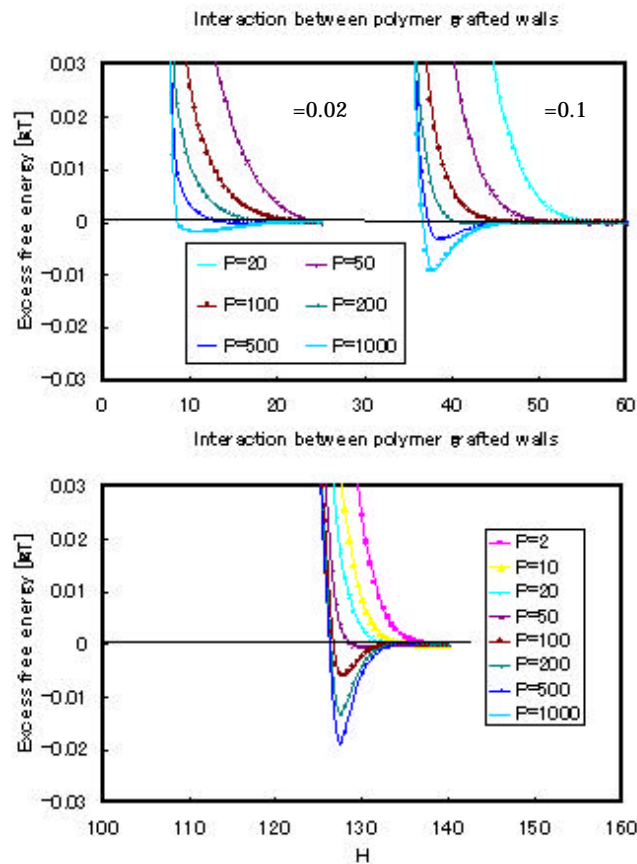 Interaction between polymer grafted walls
Excess free energy [kT]
0.03
0.02
0.01
0
-0.01
-0.02
-0.03
=0.02
=0.1
P=20
P=50
P=100
P=200
P=500
P=1000
0 10 20 30 40 50 60
Interaction between polymer grafted walls
Excess free energy [kT]
0.03
0.02
0.01
0
-0.01
-0.02
-0.03
P=2
P=10
P=20
P=50
P=100
P=200
P=500
P=1000
100 110 120 130 140 150 160
H